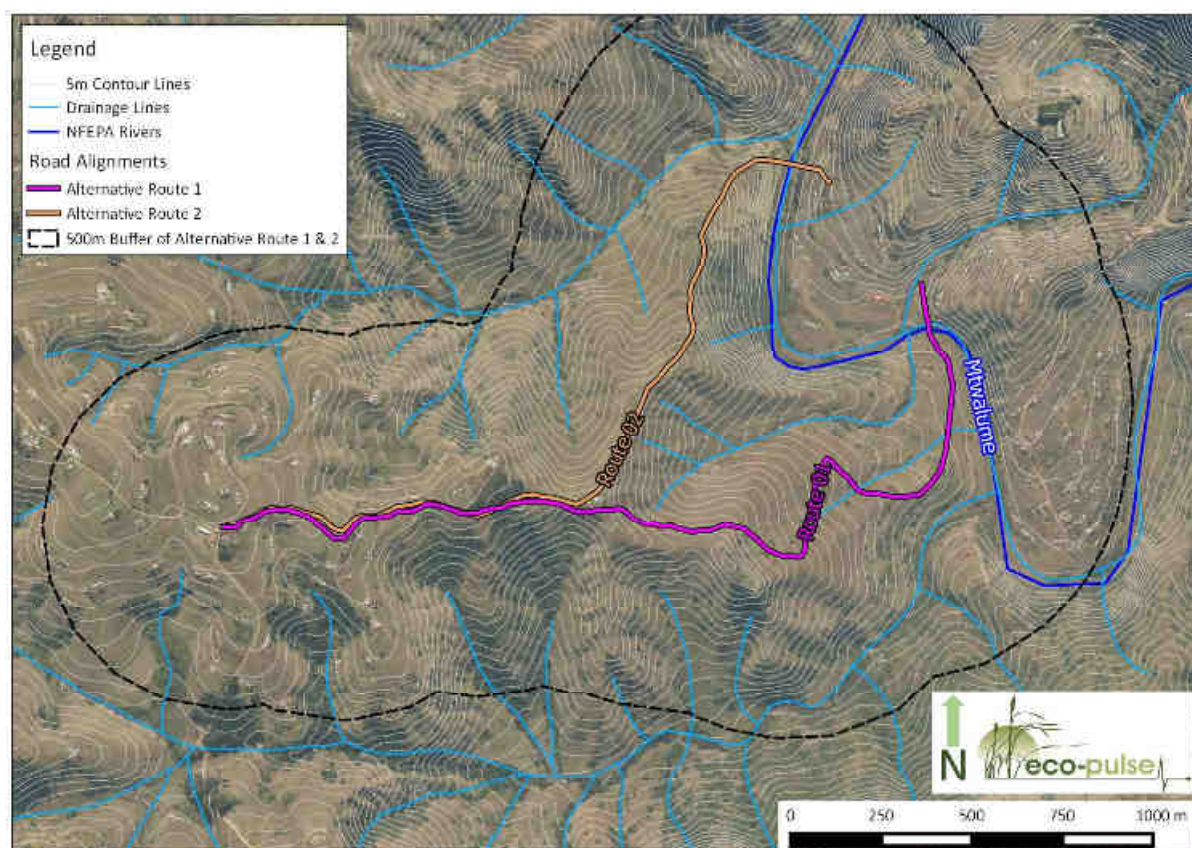 Legend
5m Contour Lines
Drainage Lines
NFEPA Rivers
Road Alignments
Alternative Route 1
Alternative Route 2
500m Buffer of Alternative Route 1 & 2
Route 02
Route 01
Mtwalume
N
eco-pulse
0 250 500 750 1000 m